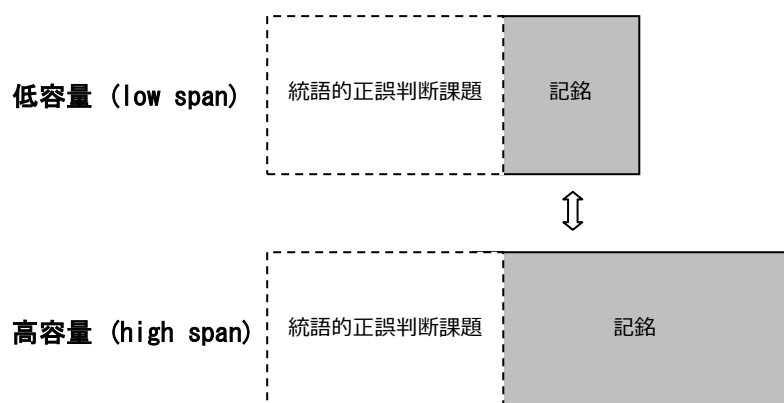 低容量 (low span)
統語的正誤判断課題
記銘
高容量 (high span)
統語的正誤判断課題
記銘